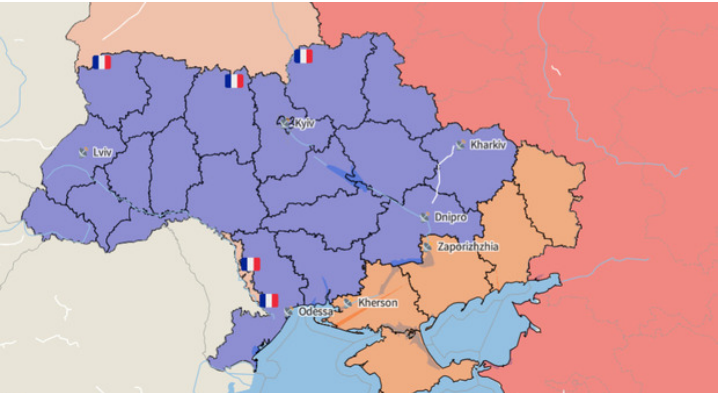 Kyiv
Lviv
Kharkiv
Dnipro
Zaporizhzhia
Kherson
Odessa